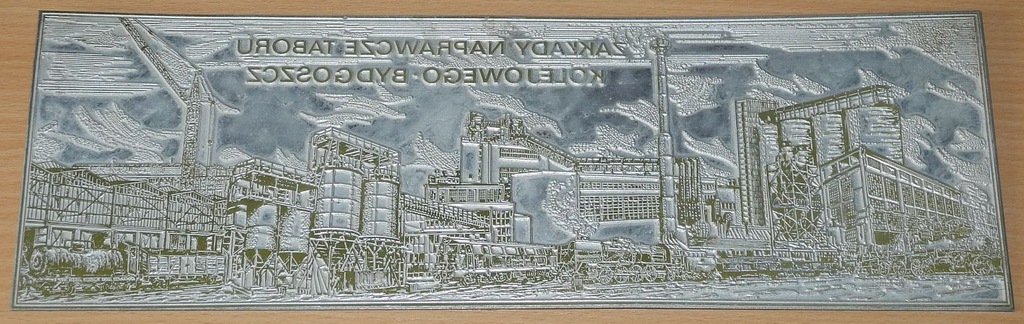 ZAKŁADY NAPRAWCZE TABORU
KOLEJOWEGO · BYDGOSZCZ